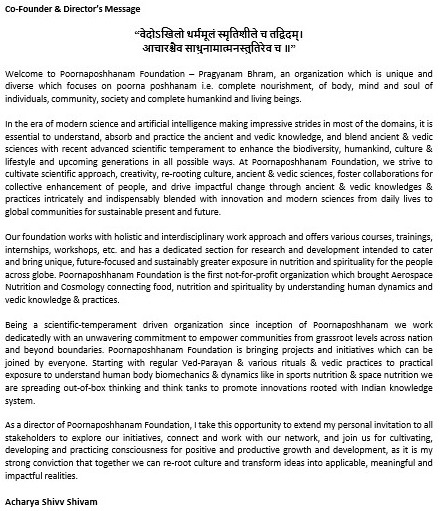 Co-Founder & Director's Message
“वेदोऽखिलो धर्ममूलं स्मृतिशीले च तद्विदाम्।
आचारश्चैव साधूनामात्मनस्तुतिरेव च ॥”
Welcome to Poornaposhhanam Foundation – Pragyanam Bhram, an organization which is unique and
diverse which focuses on poorna poshhanam i.e. complete nourishment, of body, mind and soul of
individuals, community, society and complete humankind and living beings.
In the era of modern science and artificial intelligence making impressive strides in most of the domains, it is
essential to understand, absorb and practice the ancient and vedic knowledge, and blend ancient & vedic
sciences with recent advanced scientific temperament to enhance the biodiversity, humankind, culture &
lifestyle and upcoming generations in all possible ways. At Poornaposhhanam Foundation, we strive to
cultivate scientific approach, creativity, re-rooting culture, ancient & vedic sciences, foster collaborations for
collective enhancement of people, and drive impactful change through ancient & vedic knowledges &
practices intricately and indispensably blended with innovation and modern sciences from daily lives to
global communities for sustainable present and future.
Our foundation works with holistic and interdisciplinary work approach and offers various courses, trainings,
internships, workshops, etc. and has a dedicated section for research and development intended to cater
and bring unique, future-focused and sustainably greater exposure in nutrition and spirituality for the people
across globe. Poornaposhhanam Foundation is the first not-for-profit organization which brought Aerospace
Nutrition and Cosmology connecting food, nutrition and spirituality by understanding human dynamics and
vedic knowledge & practices.
Being a scientific-temperament driven organization since inception of Poornaposhhanam we work
dedicatedly with an unwavering commitment to empower communities from grassroot levels across nation
and beyond boundaries. Poornaposhhanam Foundation is bringing projects and initiatives which can be
joined by everyone. Starting with regular Ved-Parayan & various rituals & vedic practices to practical
exposure to understand human body biomechanics & dynamics like in sports nutrition & space nutrition we
are spreading out-of-box thinking and think tanks to promote innovations rooted with Indian knowledge
system.
As a director of Poornaposhhanam Foundation, I take this opportunity to extend my personal invitation to all
stakeholders to explore our initiatives, connect and work with our network, and join us for cultivating,
developing and practicing consciousness for positive and productive growth and development, as it is my
strong conviction that together we can re-root culture and transform ideas into applicable, meaningful and
impactful realities.
Acharya Shivv Shivam